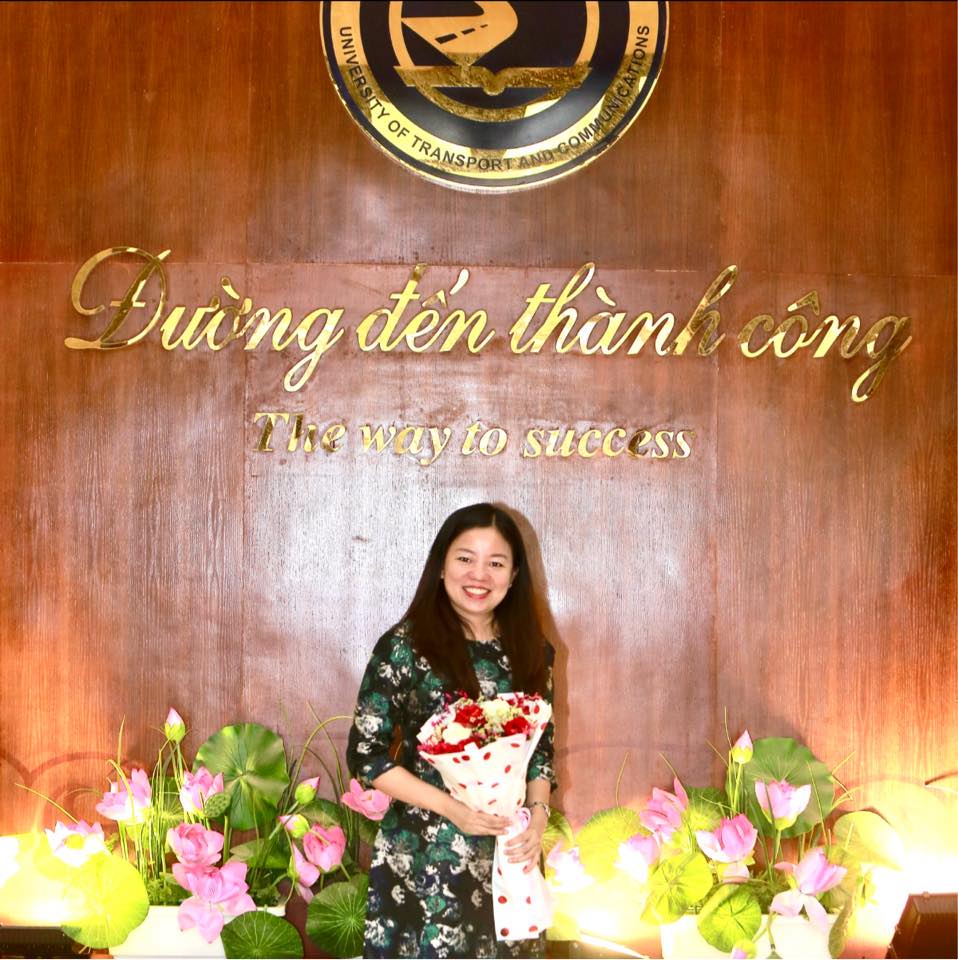 UNIVERSITY OF TRANSPORT AND COMMUNICATIONS
Đường đến thành công
The way to success